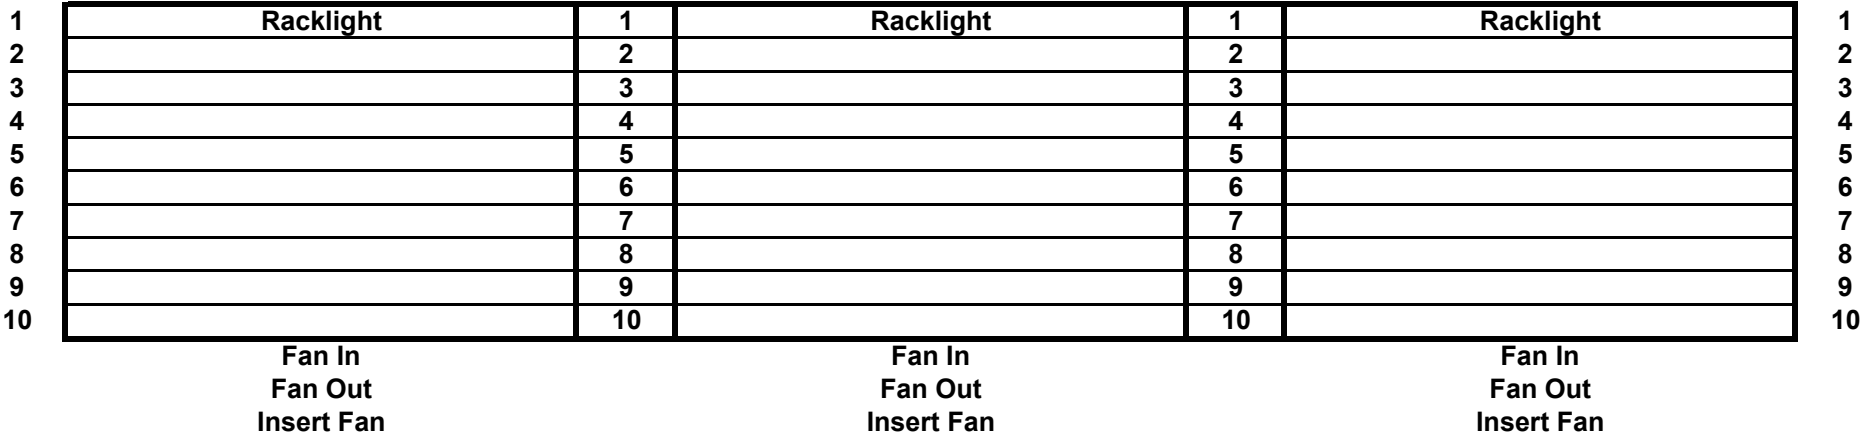 1 Racklight 1 Racklight 1 Racklight 1
2 2 2 2
3 3 3 3
4 4 4 4
5 5 5 5
6 6 6 6
7 7 7 7
8 8 8 8
9 9 9 9
10 10 10 10
Fan In Fan In Fan In
Fan Out Fan Out Fan Out
Insert Fan Insert Fan Insert Fan